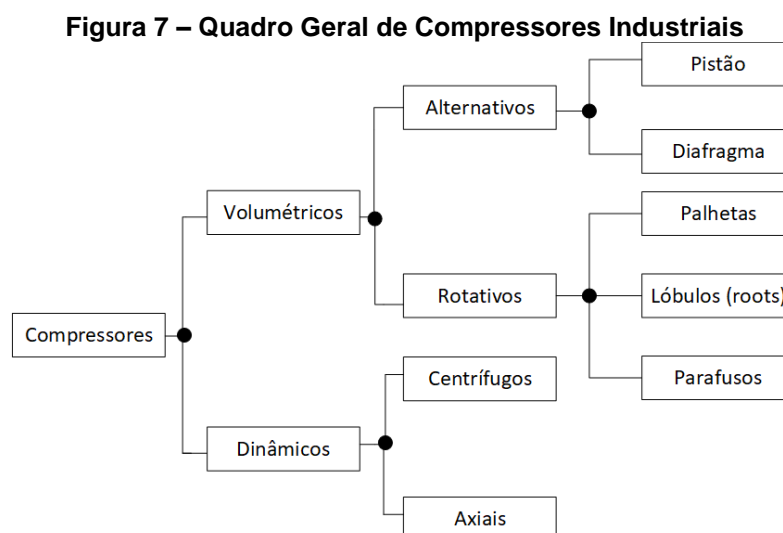 Figura 7 – Quadro Geral de Compressores Industriais
Pistão
Alternativos
Diafragma
Volumétricos
Palhetas
Rotativos
Lóbulos (roots)
Compressores
Centrífugos
Parafusos
Dinâmicos
Axiais